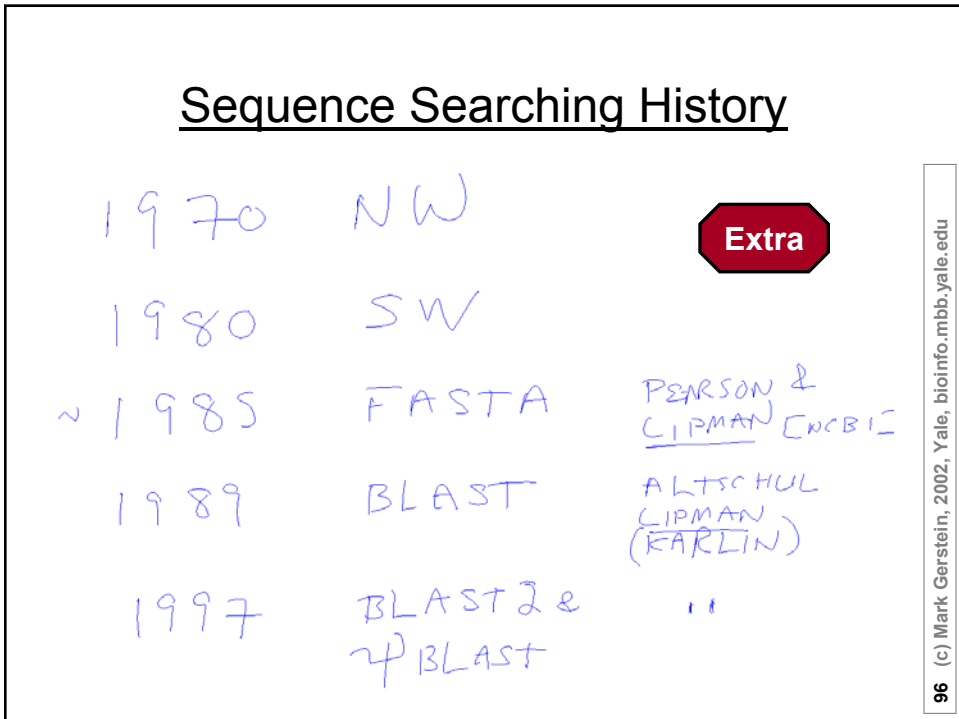 Sequence Searching History
Extra
1970 NW
1980 SW
~1985 FASTA PEARSON &
LIPMAN [NCBI]
1989 BLAST ALTSCHUL
LIPMAN
(KARLIN)
1997 BLAST2 & "
ψBLAST
96 (c) Mark Gerstein, 2002, Yale, bioinfo.mbb.yale.edu